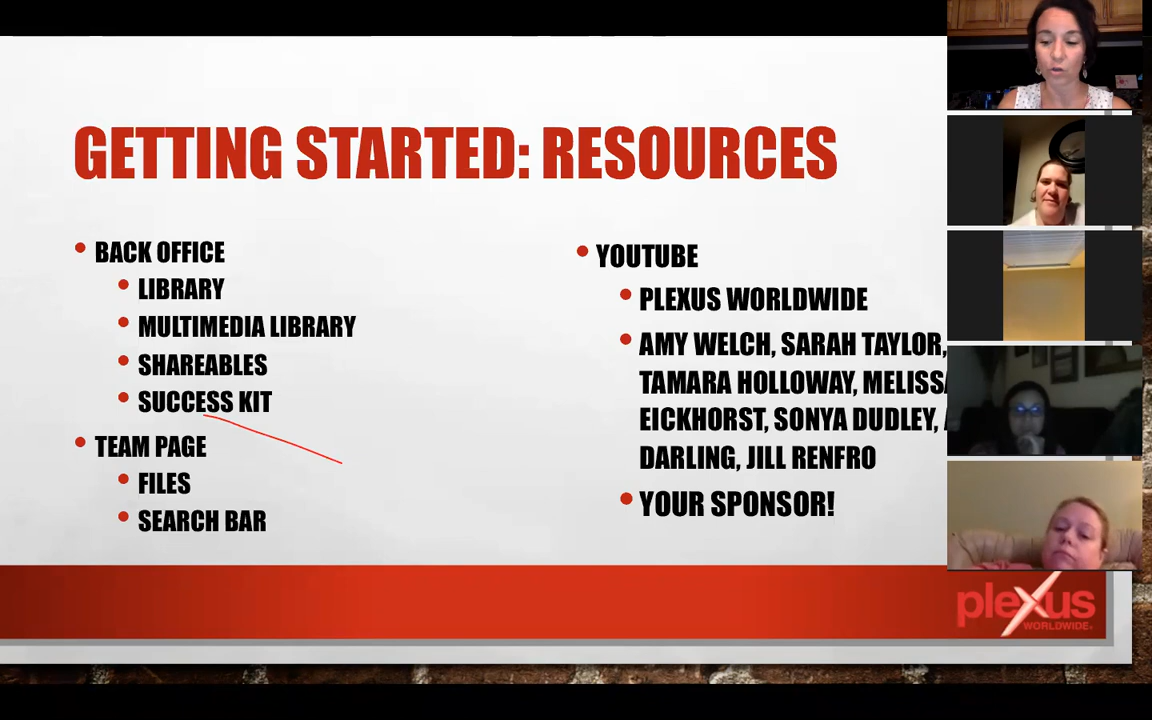 GETTING STARTED: RESOURCES
BACK OFFICE
LIBRARY
MULTIMEDIA LIBRARY
SHAREABLES
SUCCESS KIT
TEAM PAGE
FILES
SEARCH BAR
YOUTUBE
PLEXUS WORLDWIDE
AMY WELCH, SARAH TAYLOR,
TAMARA HOLLOWAY,
EICKHORST, SONYA DUDLEY,
DARLING, JILL RENFRO
YOUR SPONSOR!
plexus
WORLDWIDE